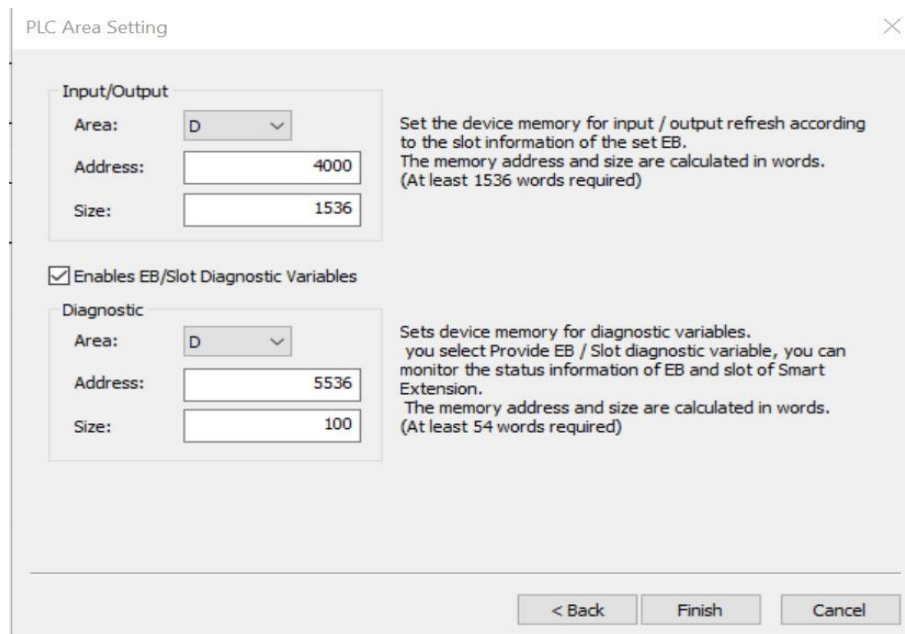 PLC Area Setting
Input/Output
Area:
D
Address:
4000
Size:
1536
Set the device memory for input / output refresh according
to the slot information of the set EB.
The memory address and size are calculated in words.
(At least 1536 words required)
Enables EB/Slot Diagnostic Variables
Diagnostic
Area:
D
Address:
5536
Size:
100
Sets device memory for diagnostic variables.
you select Provide EB / Slot diagnostic variable, you can
monitor the status information of EB and slot of Smart
Extension.
The memory address and size are calculated in words.
(At least 54 words required)
< Back
Finish
Cancel